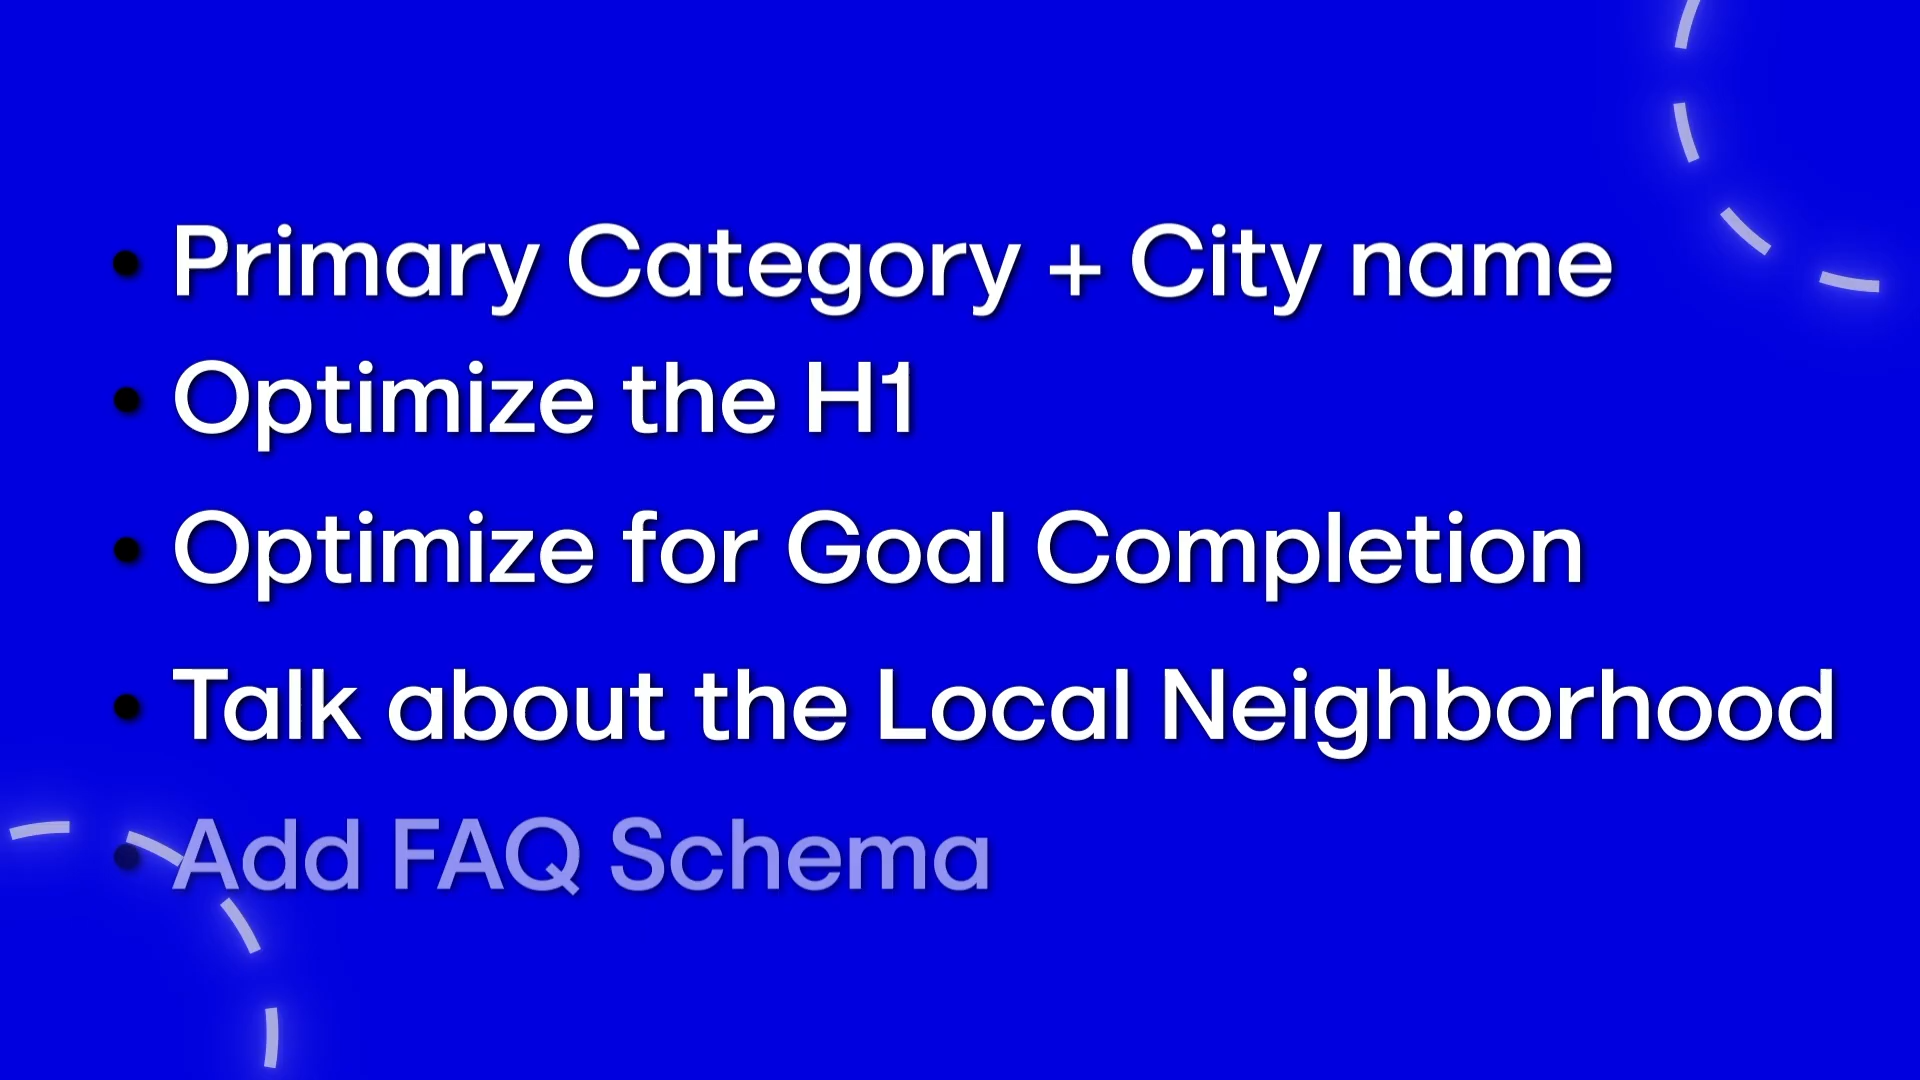 • Primary Category + City name
• Optimize the H1
• Optimize for Goal Completion
• Talk about the Local Neighborhood
• Add FAQ Schema